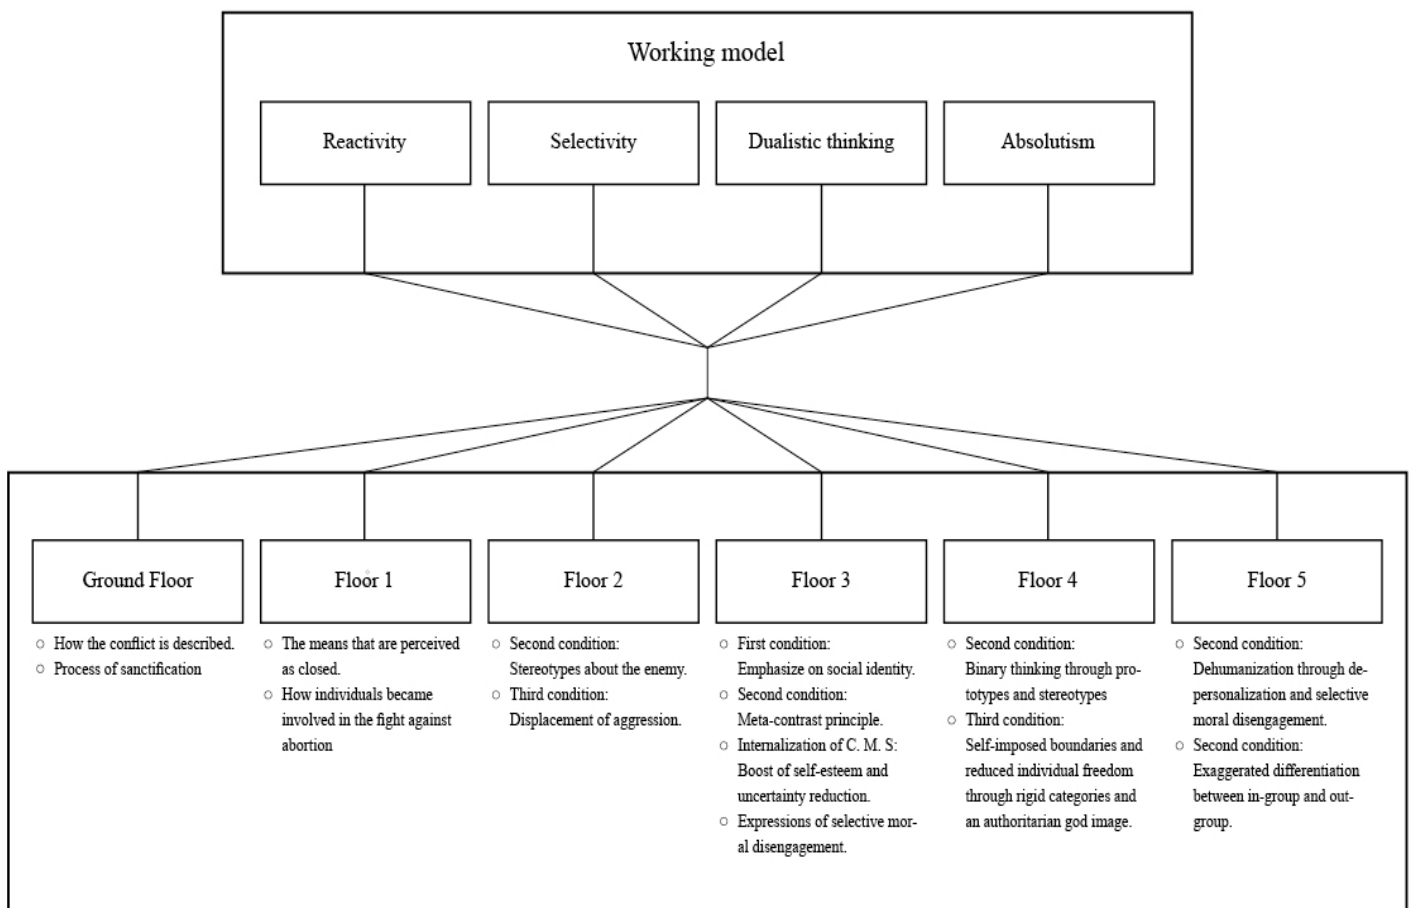 Working model
Reactivity
Selectivity
Dualistic thinking
Absolutism
Ground Floor
○ How the conflict is described.
○ Process of sanctification
Floor 1
○ The means that are perceived
as closed.
○ How individuals became
involved in the fight against
abortion
Floor 2
○ Second condition:
Stereotypes about the enemy.
○ Third condition:
Displacement of aggression.
Floor 3
○ First condition:
Emphasize on social identity.
○ Second condition:
Meta-contrast principle.
○ Internalization of C. M. S:
Boost of self-esteem and
uncertainty reduction.
○ Expressions of selective mor-
al disengagement.
Floor 4
○ Second condition:
Binary thinking through pro-
totypes and stereotypes
○ Third condition:
Self-imposed boundaries and
reduced individual freedom
through rigid categories and
an authoritarian god image.
Floor 5
○ Second condition:
Dehumanization through de-
personalization and selective
moral disengagement.
○ Second condition:
Exaggerated differentiation
between in-group and out-
group.